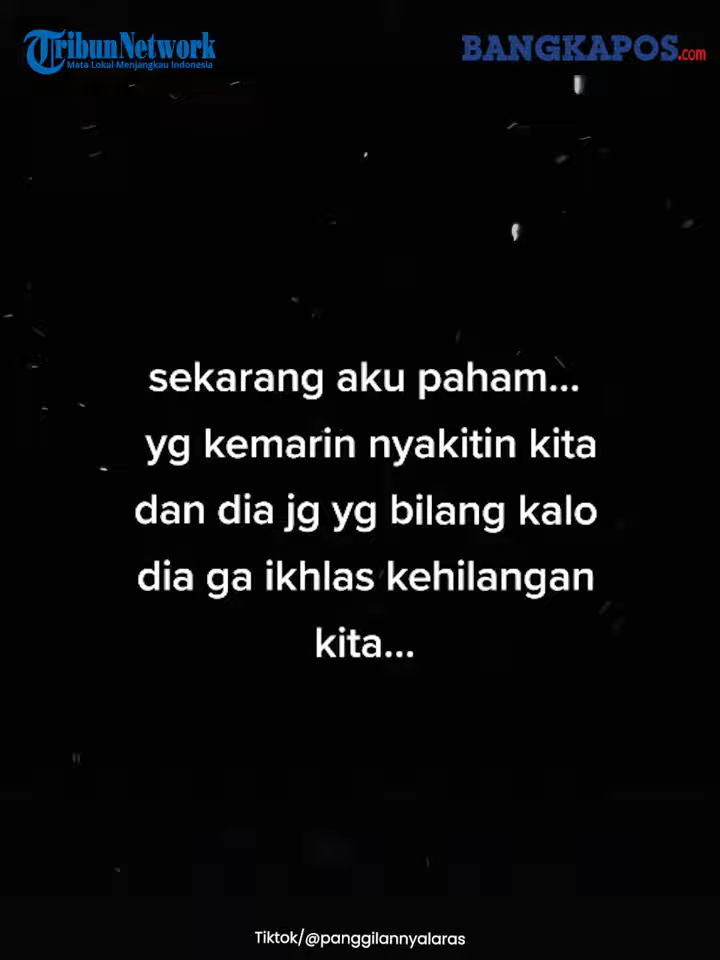 TribunNetwork
Mata Lokal Menjangkau Indonesia
BANGKAPOS.com
sekarang aku paham...
yg kemarin nyakitin kita
dan dia jg yg bilang kalo
dia ga ikhlas kehilangan
kita...
Tiktok/@panggilannyalaras